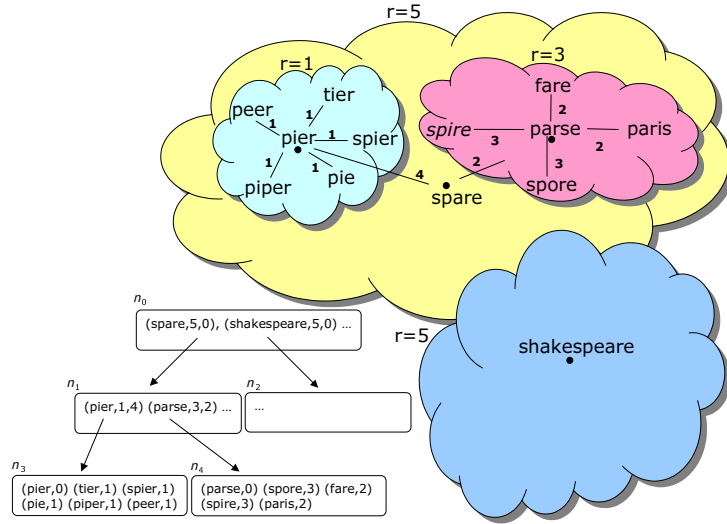 r=5
r=1
r=3
fare
tier
peer
2
1
1
pier
1
spier
spire
3
parse
paris
2
1
1
4
2
3
piper
pie
spare
spore
n0
(spare,5,0), (shakespeare,5,0) ...
r=5
shakespeare
n1
n2
(pier,1,4) (parse,3,2) ...
...
n3
n4
(pier,0) (tier,1) (spier,1)
(pie,1) (piper,1) (peer,1)
(parse,0) (spore,3) (fare,2)
(spire,3) (paris,2)